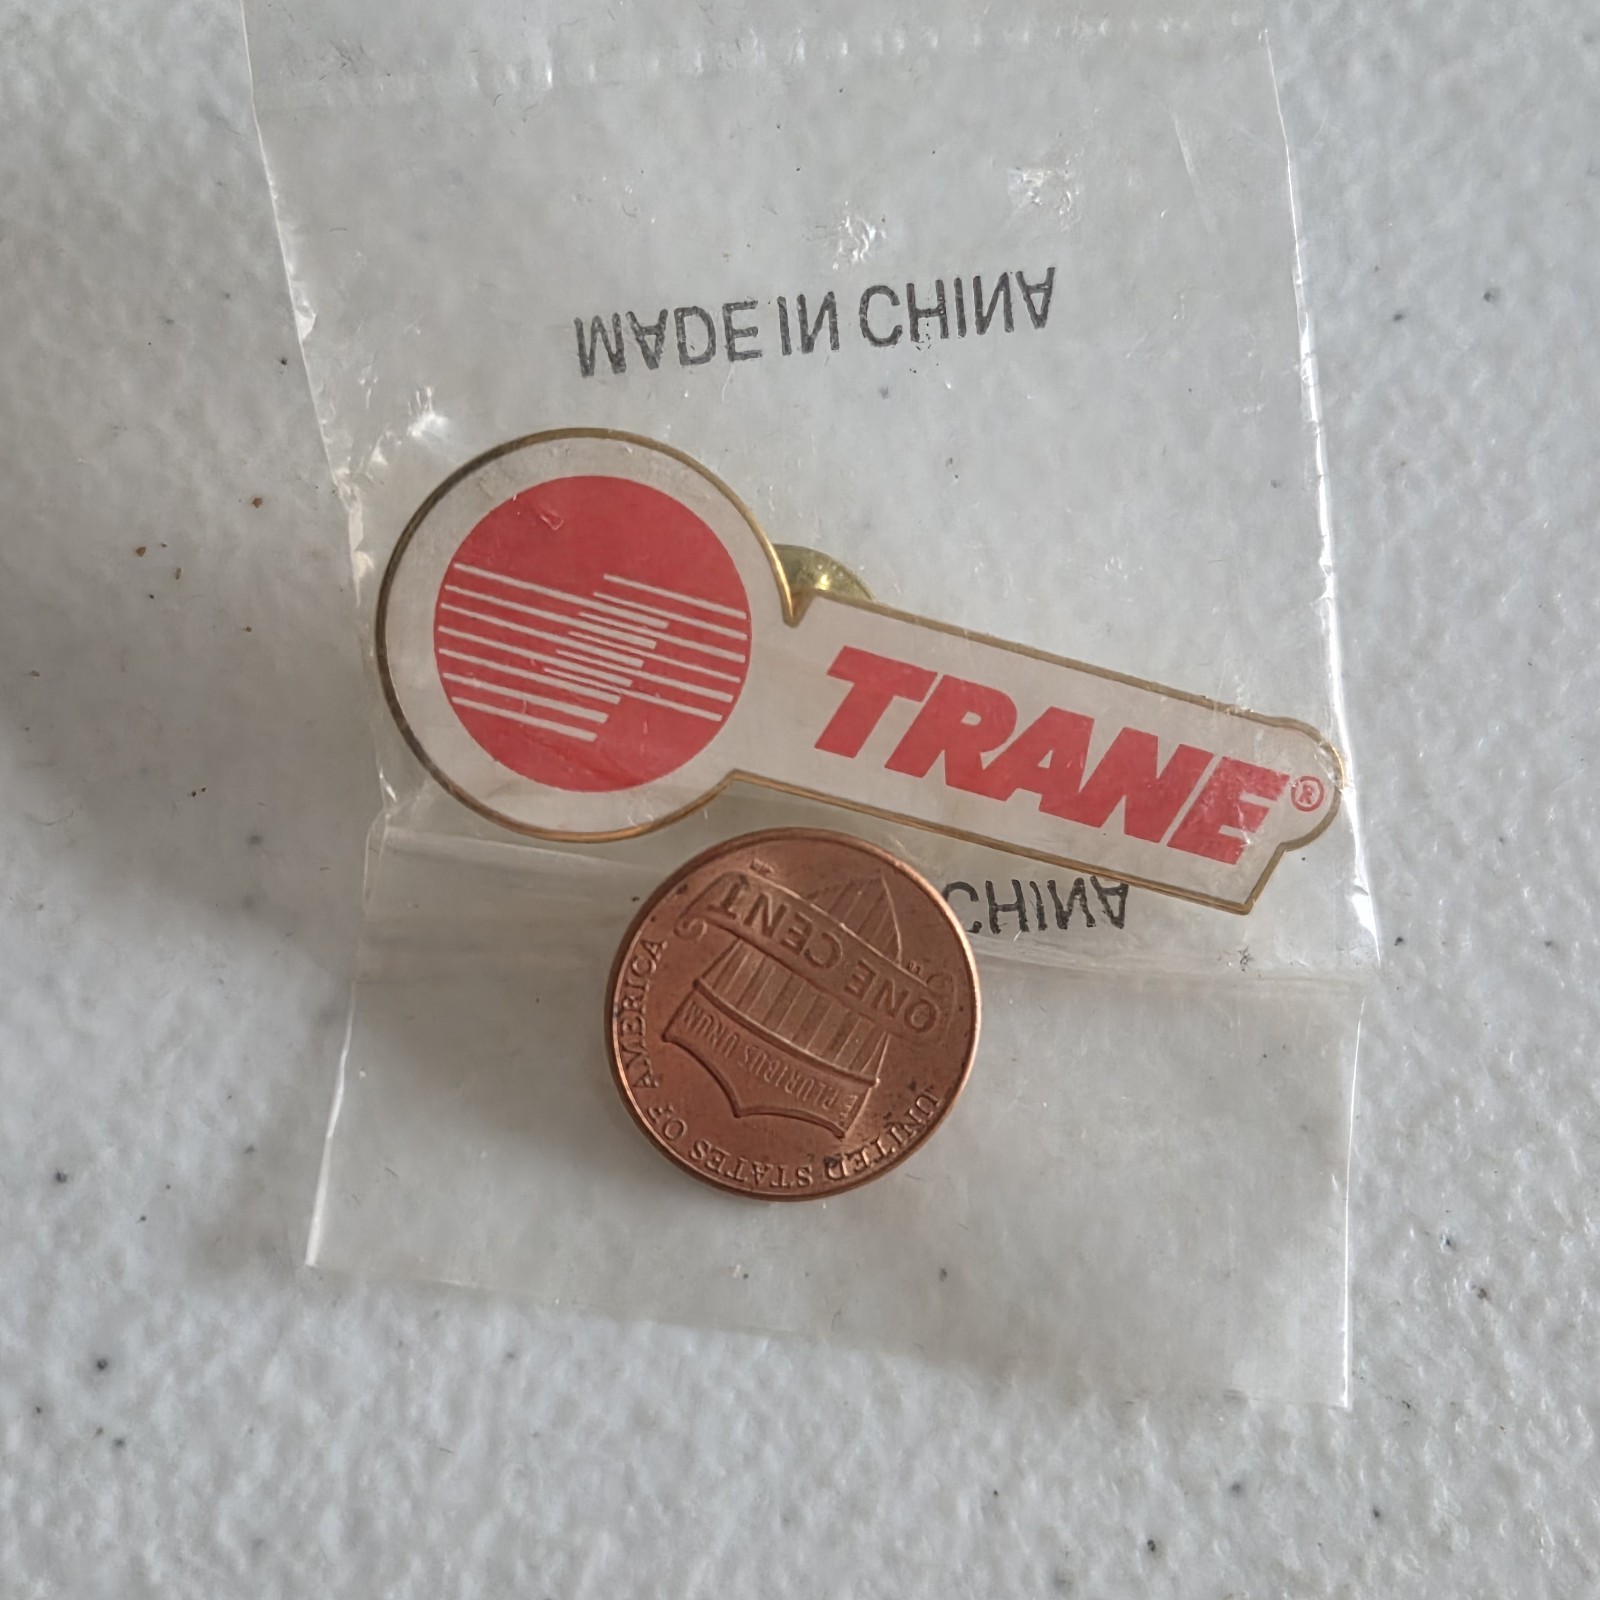 MADE IN CHINA
TRANE®
CHINA
ONE CENT
E PLURIBUS UNUM
UNITED STATES OF AMERICA